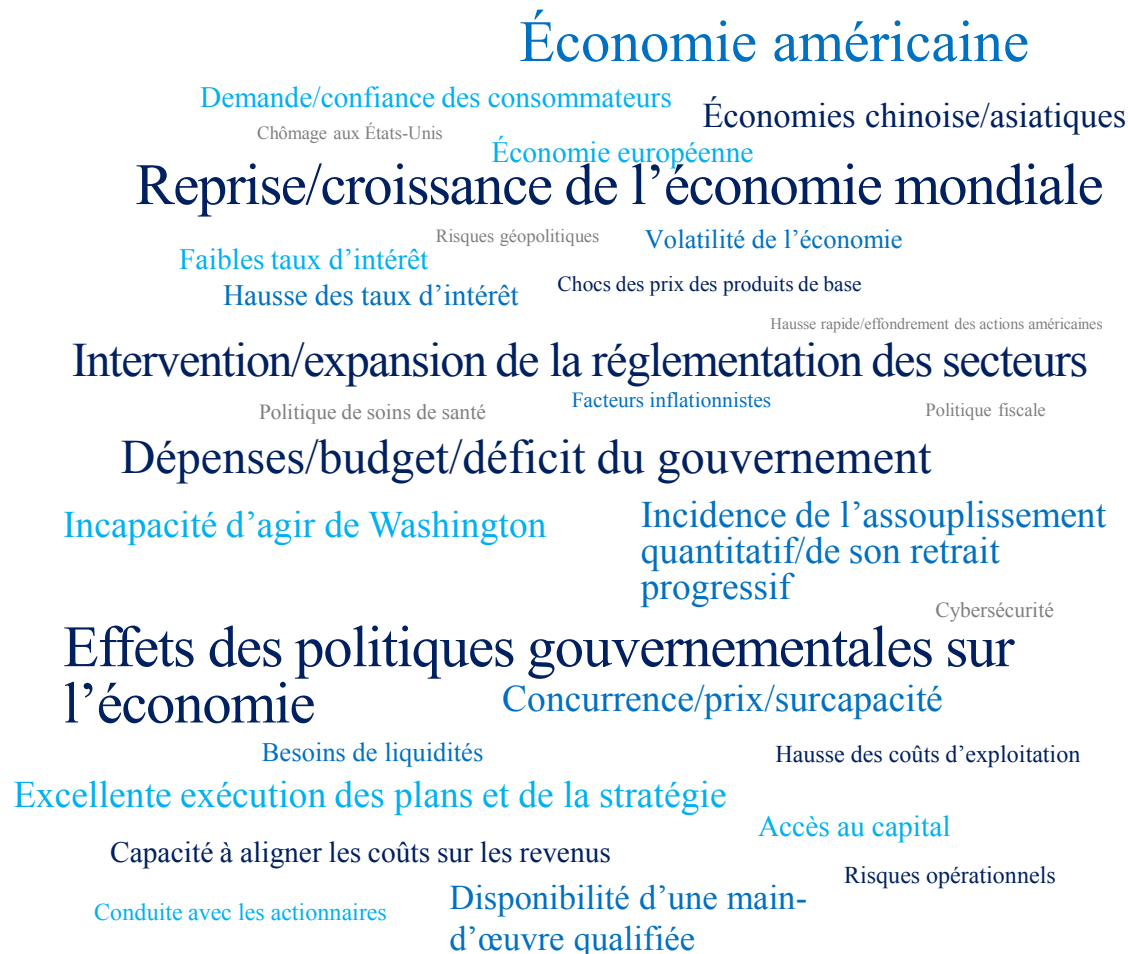 Économie américaine
Demande/confiance des consommateurs
Économies chinoise/asiatiques
Chômage aux États-Unis
Économie européenne
Reprise/croissance de l’économie mondiale
Risques géopolitiques
Volatilité de l’économie
Faibles taux d’intérêt
Chocs des prix des produits de base
Hausse des taux d’intérêt
Hausse rapide/effondrement des actions américaines
Intervention/expansion de la réglementation des secteurs
Facteurs inflationnistes
Politique de soins de santé
Politique fiscale
Dépenses/budget/déficit du gouvernement
Incapacité d’agir de Washington
Incidence de l’assouplissement
quantitatif/de son retrait
progressif
Cybersécurité
Effets des politiques gouvernementales sur
l’économie
Concurrence/prix/surcapacité
Besoins de liquidités
Hausse des coûts d’exploitation
Excellente exécution des plans et de la stratégie
Accès au capital
Capacité à aligner les coûts sur les revenus
Risques opérationnels
Conduite avec les actionnaires
Disponibilité d’une main-
d’œuvre qualifiée